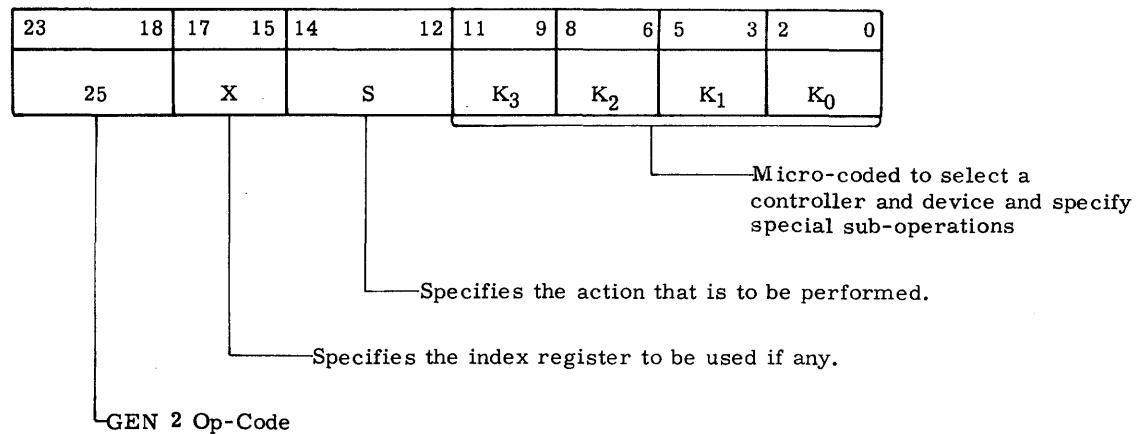 23 18 17 15 14 12 11 9 8 6 5 3 2 0
25 X S K3 K2 K1 K0
Micro-coded to select a
controller and device and specify
special sub-operations
Specifies the action that is to be performed.
Specifies the index register to be used if any.
GEN 2 Op-Code